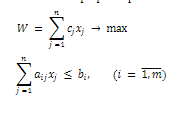 W = ∑_{j=1}^{n} c_j x_j → max
∑_{j=1}^{n} a_{ij} x_j ≤ b_i, (i = \overline{1,m})